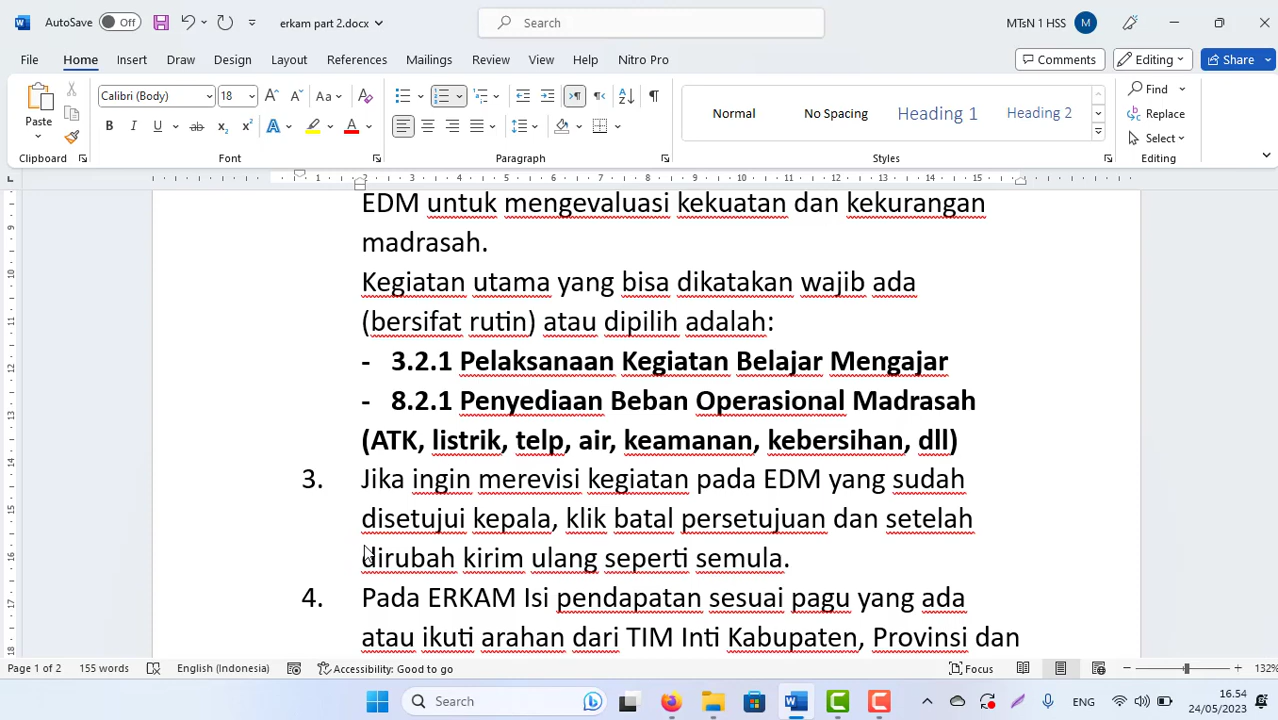 AutoSave Off erkam part 2.docx Search MTsN 1 HSS M
File Home Insert Draw Design Layout References Mailings Review View Help Nitro Pro Comments Editing Share
Paste Calibri (Body) 18 Normal No Spacing Heading 1 Heading 2 Find Replace Select
Clipboard Font Paragraph Styles Editing
EDM untuk mengevaluasi kekuatan dan kekurangan
madrasah.
Kegiatan utama yang bisa dikatakan wajib ada
(bersifat rutin) atau dipilih adalah:
- 3.2.1 Pelaksanaan Kegiatan Belajar Mengajar
- 8.2.1 Penyediaan Beban Operasional Madrasah
(ATK, listrik, telp, air, keamanan, kebersihan, dll)
3. Jika ingin merevisi kegiatan pada EDM yang sudah
disetujui kepala, klik batal persetujuan dan setelah
dirubah kirim ulang seperti semula.
4. Pada ERKAM Isi pendapatan sesuai pagu yang ada
atau ikuti arahan dari TIM Inti Kabupaten, Provinsi dan
Page 1 of 2 155 words English (Indonesia) Accessibility: Good to go Focus 132%
Search 16.54
24/05/2023